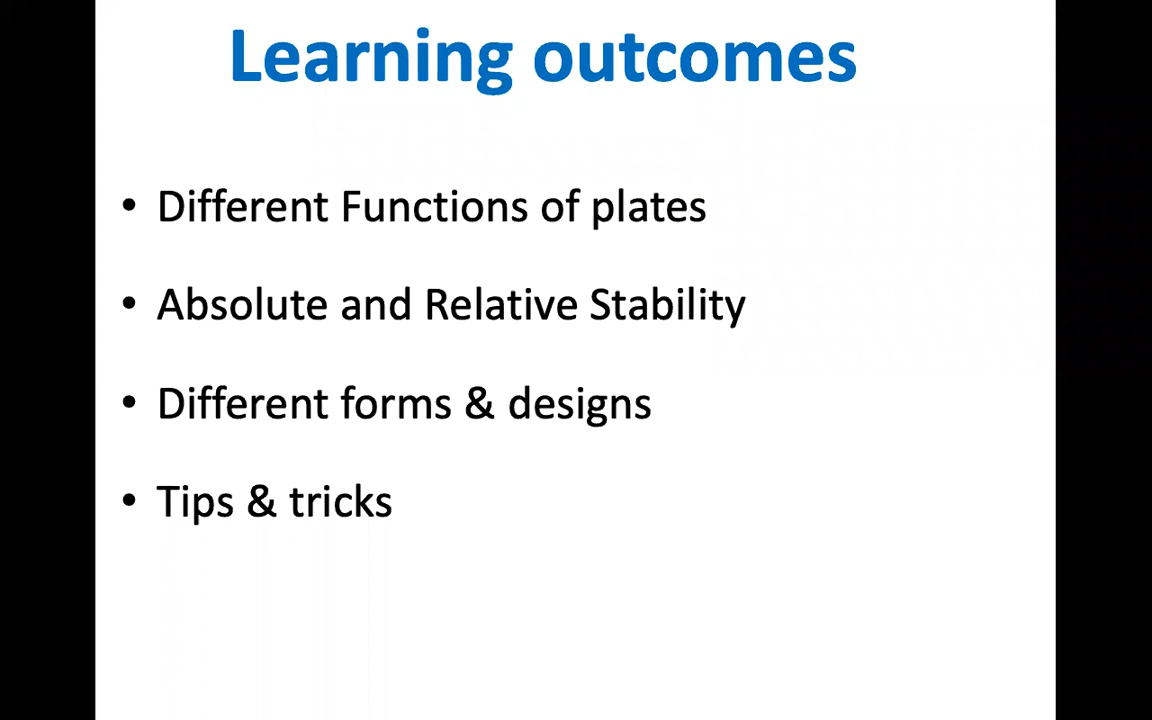 Learning outcomes
• Different Functions of plates
• Absolute and Relative Stability
• Different forms & designs
• Tips & tricks